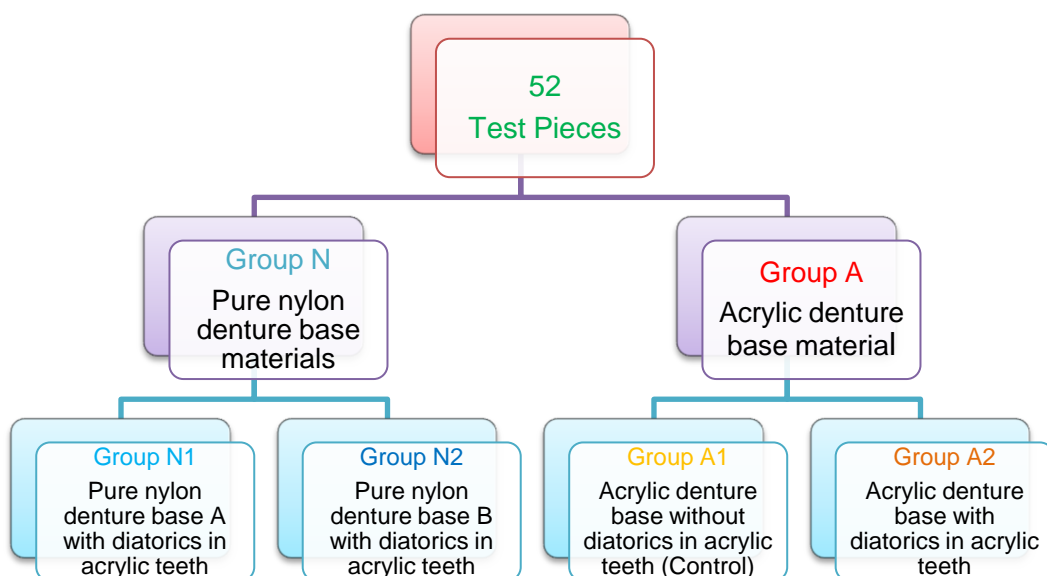 52
Test Pieces
Group N
Pure nylon
denture base
materials
Group A
Acrylic denture
base material
Group N1
Pure nylon
denture base A
with diatorics in
acrylic teeth
Group N2
Pure nylon
denture base B
with diatorics in
acrylic teeth
Group A1
Acrylic denture
base without
diatorics in acrylic
teeth (Control)
Group A2
Acrylic denture
base with
diatorics in acrylic
teeth